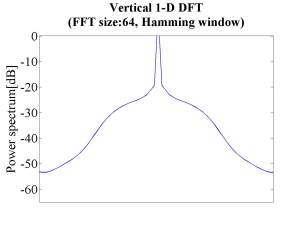 Vertical 1-D DFT
(FFT size:64, Hamming window)
Power spectrum[dB]
0
-10
-20
-30
-40
-50
-60